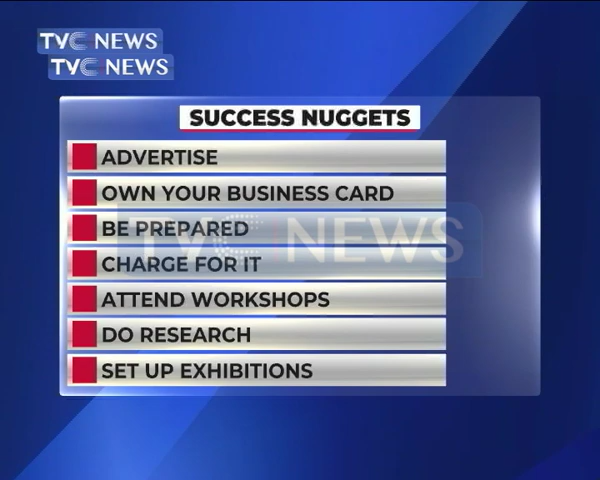 TVC NEWS
TVC NEWS
SUCCESS NUGGETS
ADVERTISE
OWN YOUR BUSINESS CARD
BE PREPARED
TVC NEWS
CHARGE FOR IT
ATTEND WORKSHOPS
DO RESEARCH
SET UP EXHIBITIONS